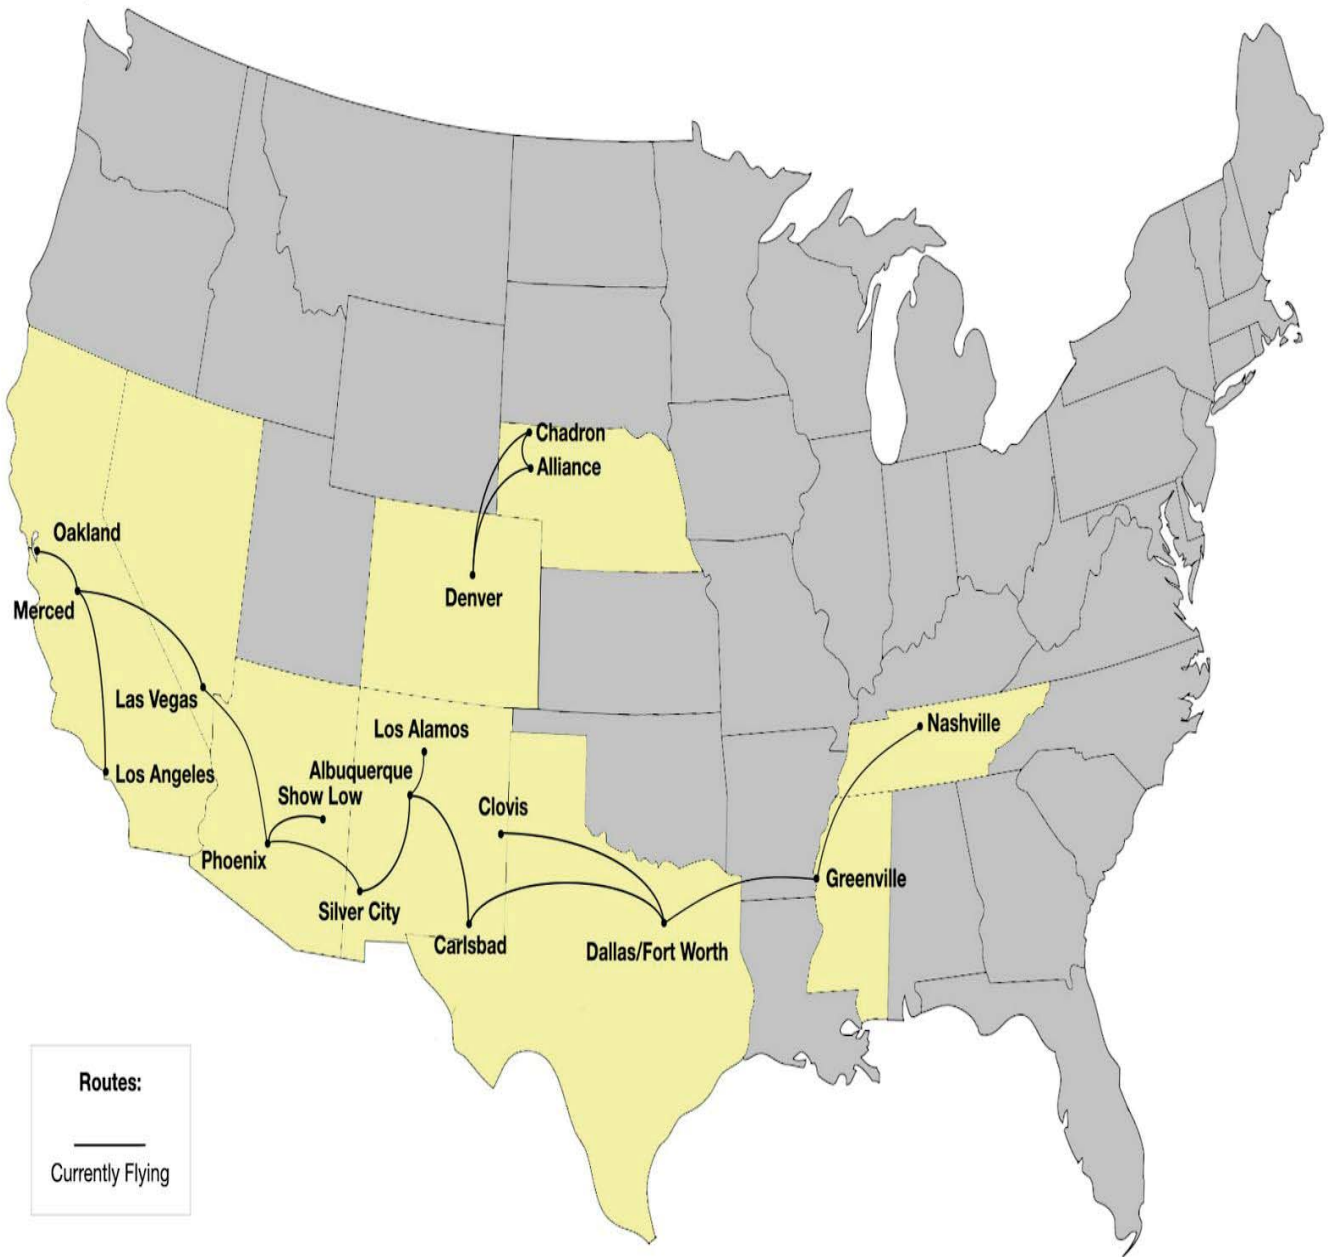 Chadron
Alliance
Oakland
Denver
Merced
Las Vegas
Nashville
Los Alamos
Albuquerque
Los Angeles
Show Low
Clovis
Phoenix
Greenville
Silver City
Carlsbad
Dallas/Fort Worth
Routes:
Currently Flying